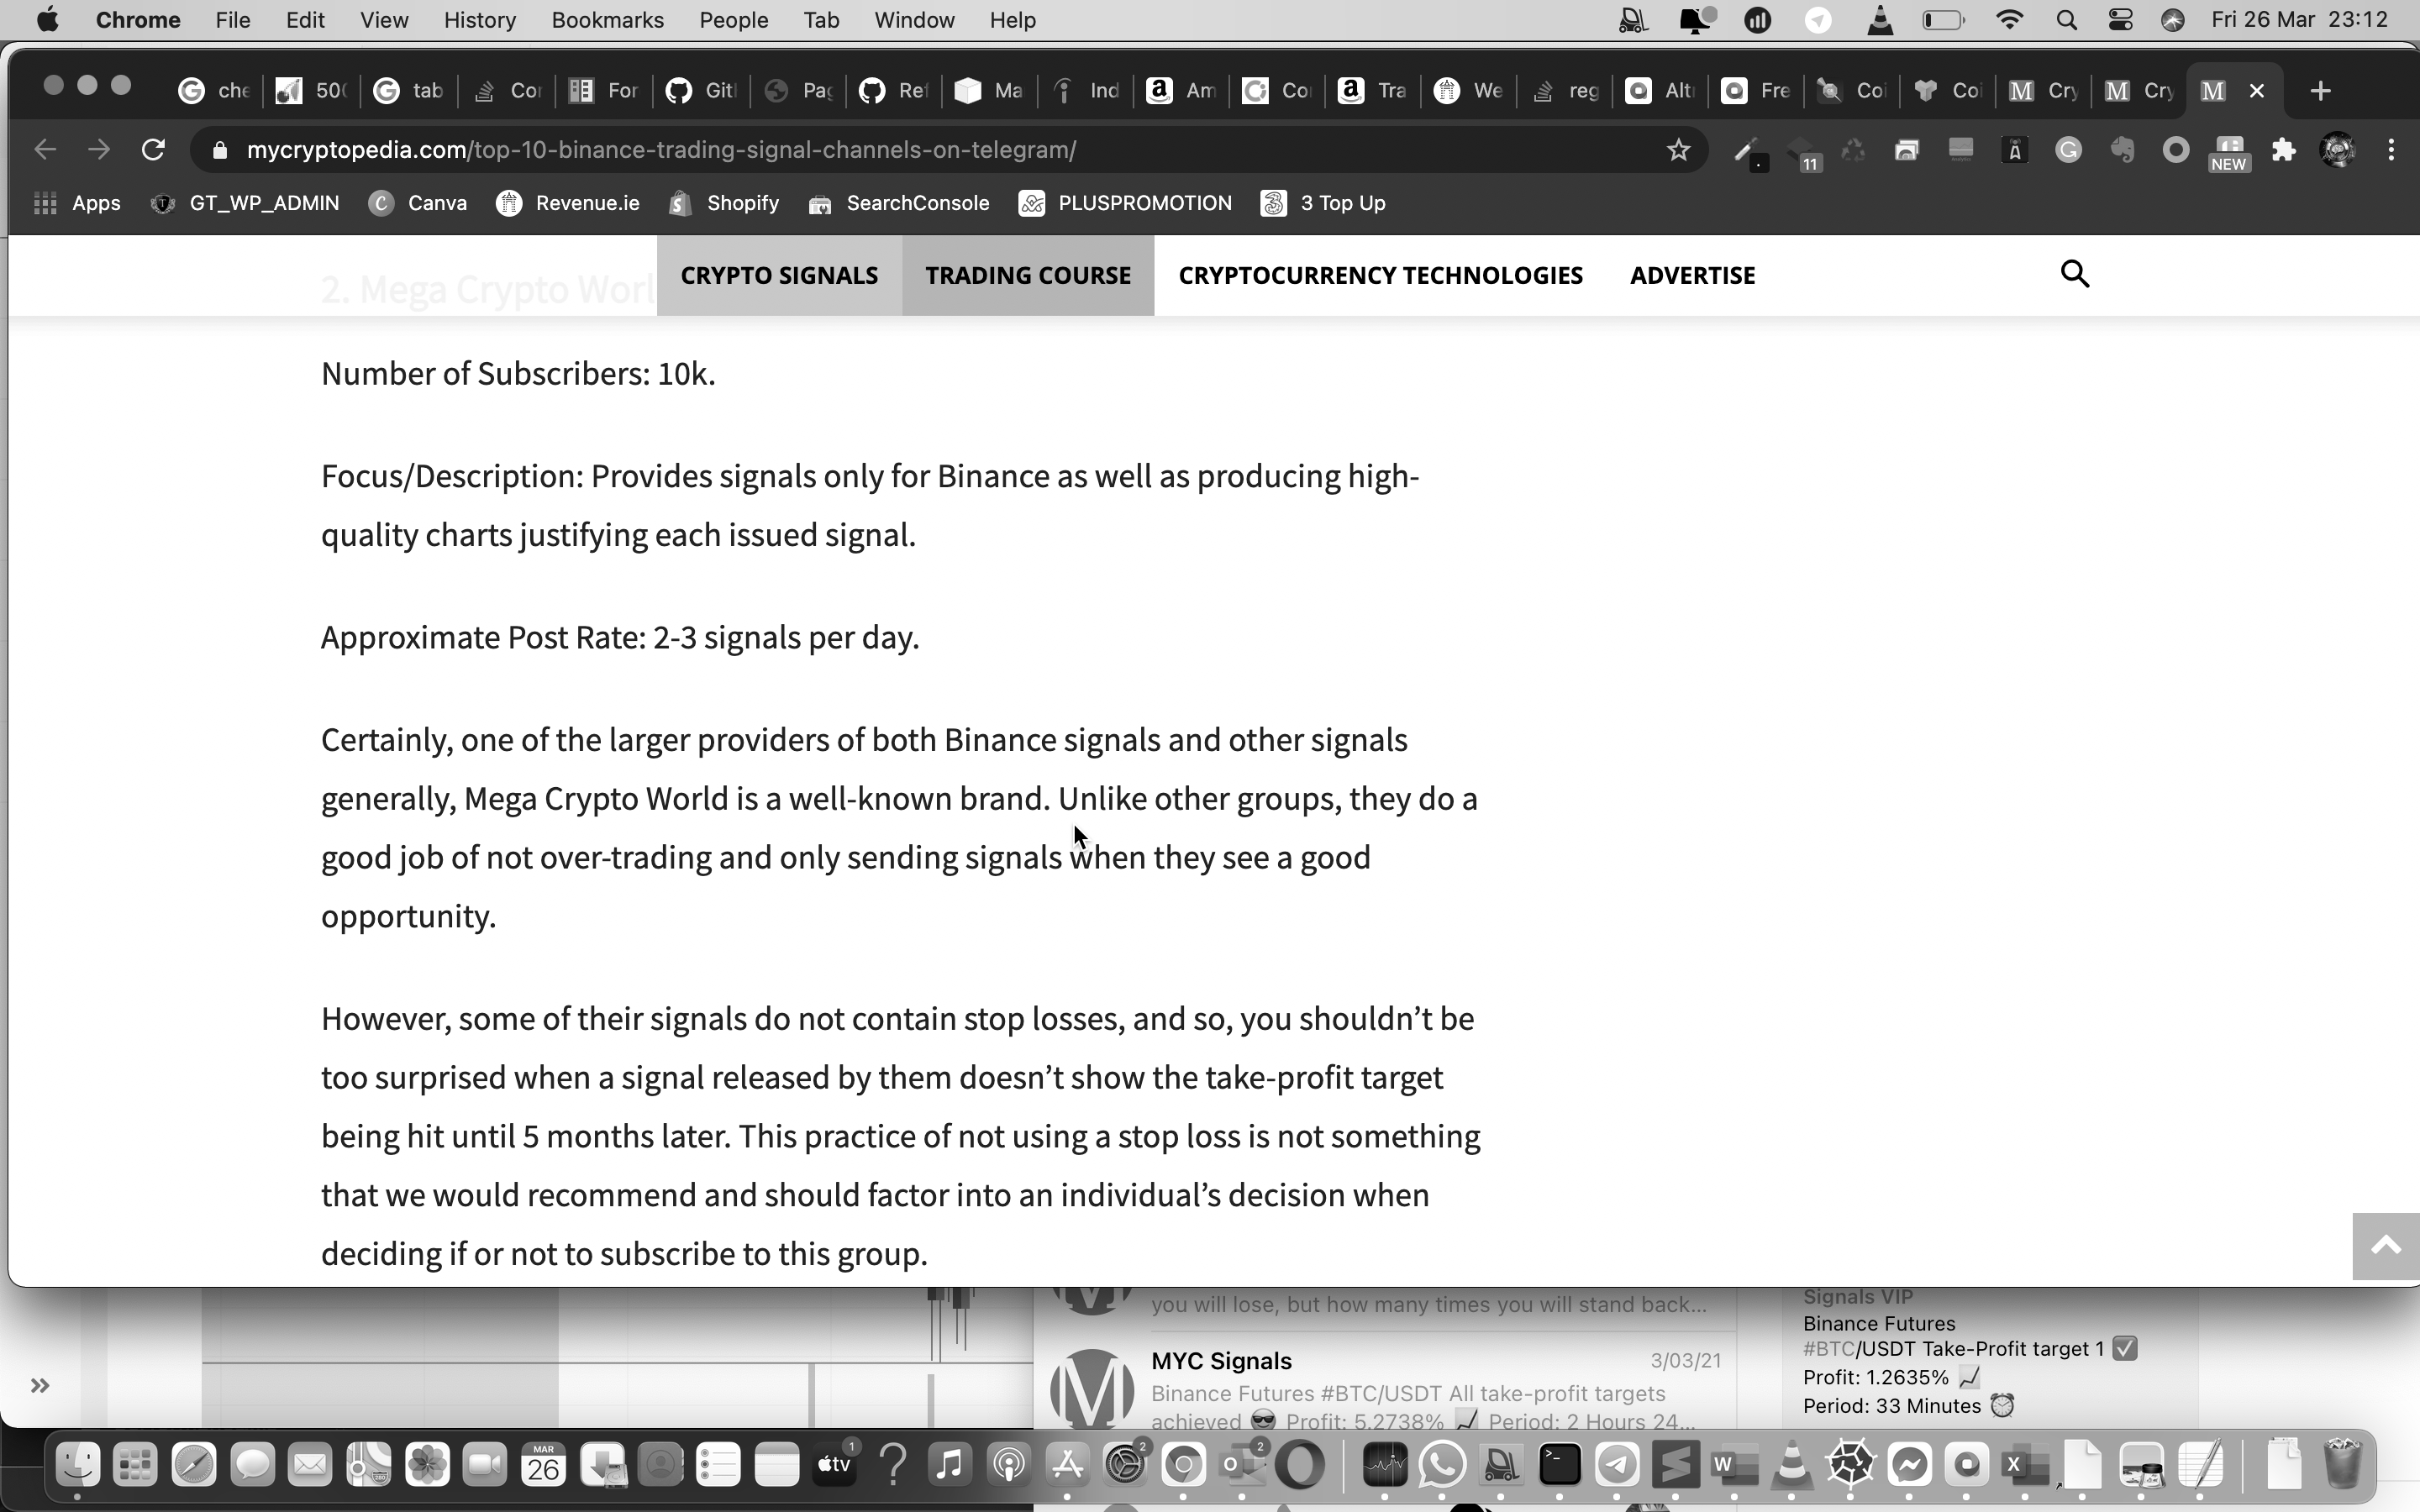 Chrome File Edit View History Bookmarks People Tab Window Help Fri 26 Mar 23:12
che 50 tab Co For Git Pag Ref Ma Ind Am Co Tra We reg Alt Fre Coi Coi Cry Cry
mycryptopedia.com/top-10-binance-trading-signal-channels-on-telegram/ 11 NEW
Apps GT_WP_ADMIN Canva Revenue.ie Shopify SearchConsole PLUSPROMOTION 3 Top Up
CRYPTO SIGNALS TRADING COURSE CRYPTOCURRENCY TECHNOLOGIES ADVERTISE
2. Mega Crypto Worl
Number of Subscribers: 10k.
Focus/Description: Provides signals only for Binance as well as producing high-
quality charts justifying each issued signal.
Approximate Post Rate: 2-3 signals per day.
Certainly, one of the larger providers of both Binance signals and other signals
generally, Mega Crypto World is a well-known brand. Unlike other groups, they do a
good job of not over-trading and only sending signals when they see a good
opportunity.
However, some of their signals do not contain stop losses, and so, you shouldn’t be
too surprised when a signal released by them doesn’t show the take-profit target
being hit until 5 months later. This practice of not using a stop loss is not something
that we would recommend and should factor into an individual’s decision when
deciding if or not to subscribe to this group.
you will lose, but how many times you will stand back...
MYC Signals 3/03/21
Binance Futures #BTC/USDT All take-profit targets
achieved 😎 Profit: 5.2738% 📈 Period: 2 Hours 24...
Signals VIP
Binance Futures
#BTC/USDT Take-Profit target 1 ☑️
Profit: 1.2635% 📈
Period: 33 Minutes ⏰
MAR
26
tv 1 2 2